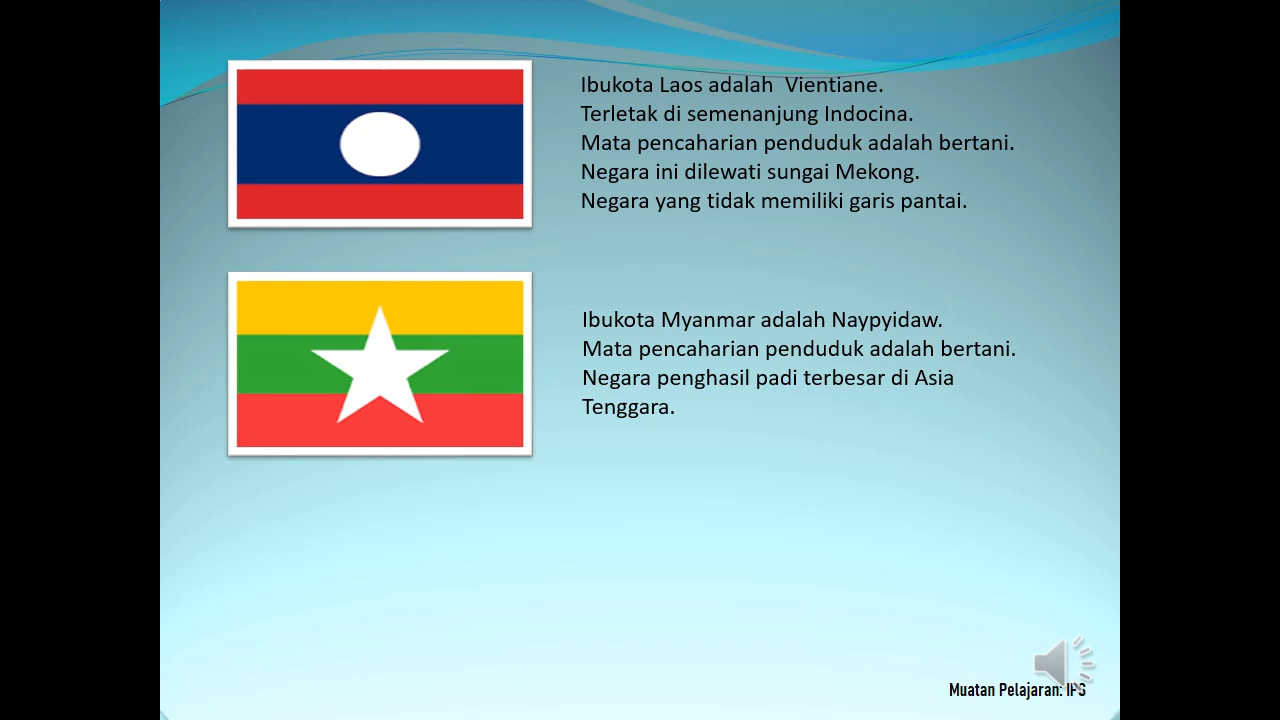 Ibukota Laos adalah  Vientiane.
Terletak di semenanjung Indocina.
Mata pencaharian penduduk adalah bertani.
Negara ini dilewati sungai Mekong.
Negara yang tidak memiliki garis pantai.
Ibukota Myanmar adalah Naypyidaw.
Mata pencaharian penduduk adalah bertani.
Negara penghasil padi terbesar di Asia
Tenggara.
Muatan Pelajaran: IPS